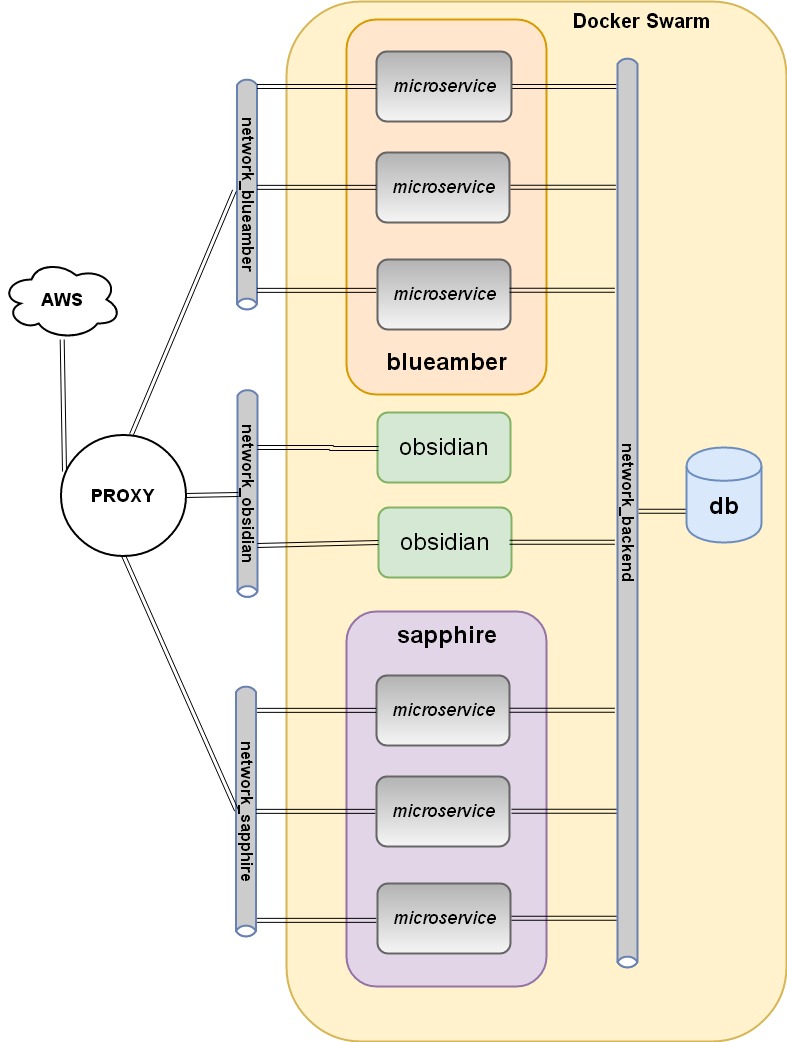 Docker Swarm
microservice
network_blueamber
microservice
microservice
AWS
blueamber
obsidian
network_obsidian
PROXY
obsidian
network_backend
db
sapphire
microservice
network_sapphire
microservice
microservice